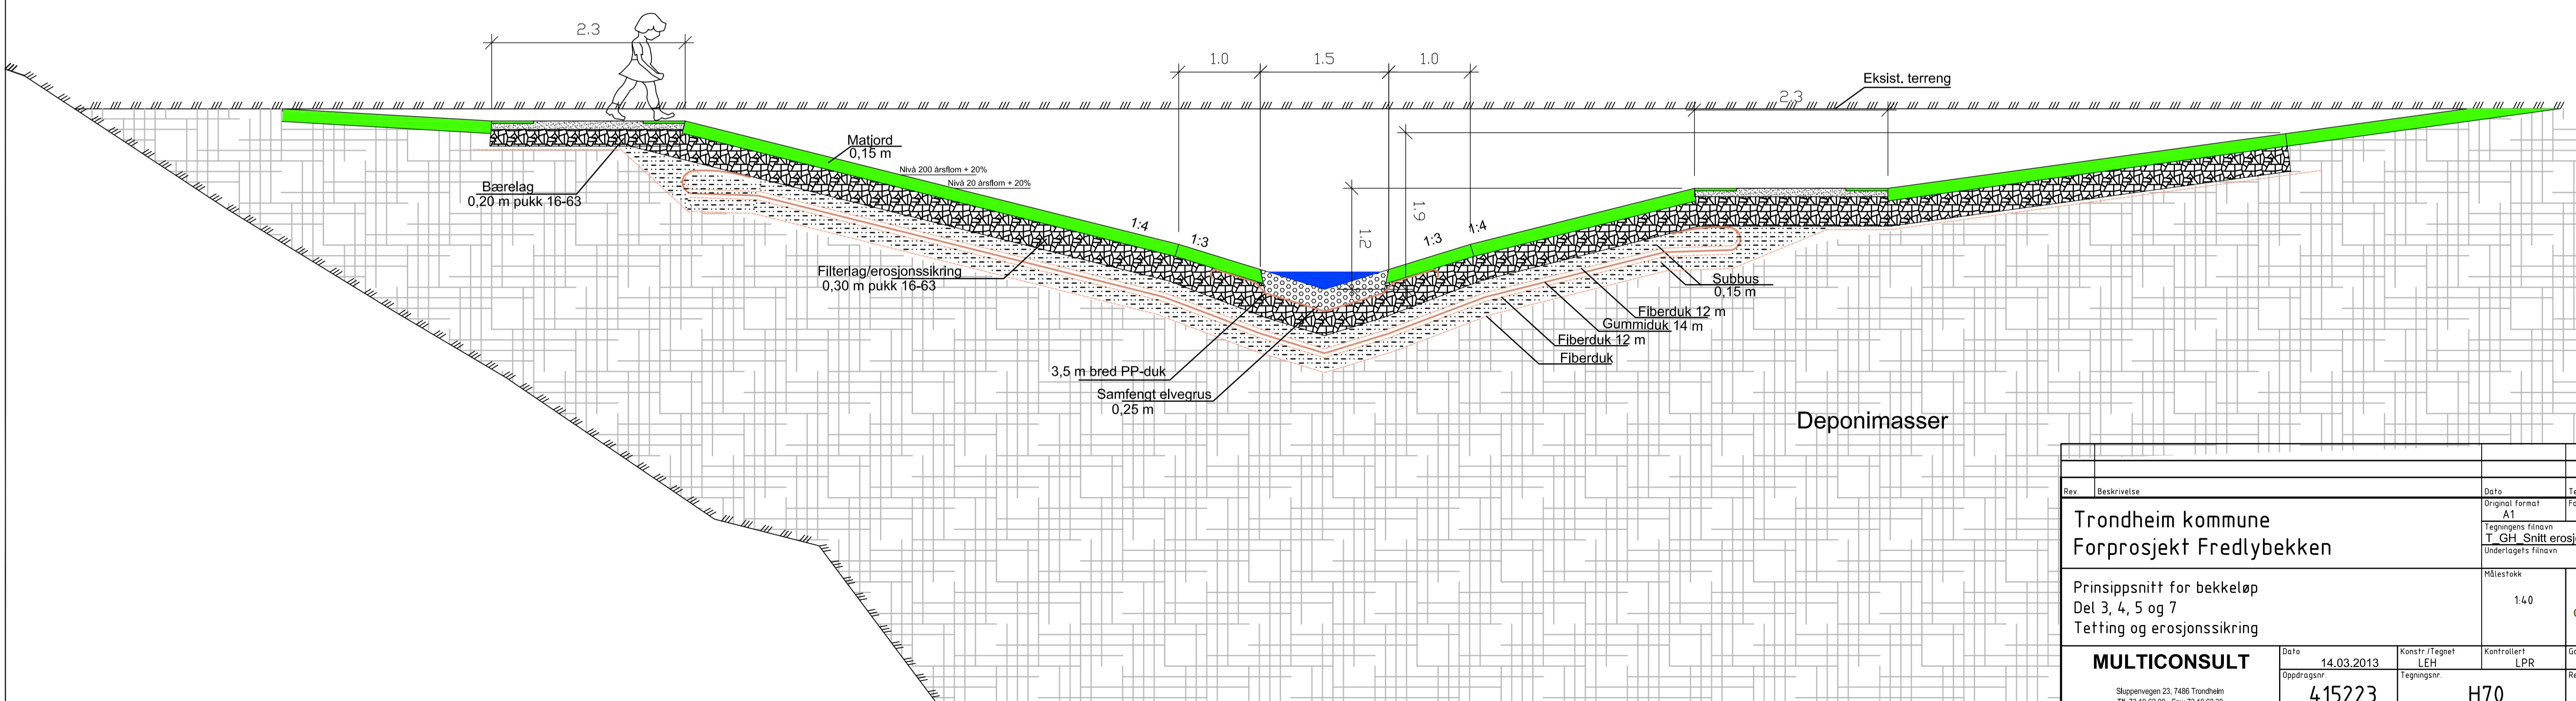 2.3
1.0 1.5 1.0
Eksist. terreng
2.3
Matjord
0,15 m
Nivå 200 årsflom + 20%
Nivå 20 årsflom + 20%
Bærelag
0,20 m pukk 16-63
1.9
1.2
1:4
1:3
1:3
1:4
Filterlag/erosjonssikring
0,30 m pukk 16-63
Subbus
0,15 m
Fiberduk 12 m
Gummiduk 14 m
Fiberduk 12 m
Fiberduk
3,5 m bred PP-duk
Samfengt elvegrus
0,25 m
Deponimasser
Rev. Beskrivelse Dato
Trondheim kommune
Forprosjekt Fredlybekken
Original format
A1
Tegningens filnavn
T_GH_Snitt
Underlagets filnavn
Prinsippsnitt for bekkeløp
Del 3, 4, 5 og 7
Tetting og erosjonssikring
Målestokk
1:40
MULTICONSULT
Sluppenvegen 23, 7486 Trondheim
Dato
14.03.2013
Konstr./Tegnet
LEH
Kontrollert
LPR
Oppdragsnr.
415223
Tegningsnr.
H70